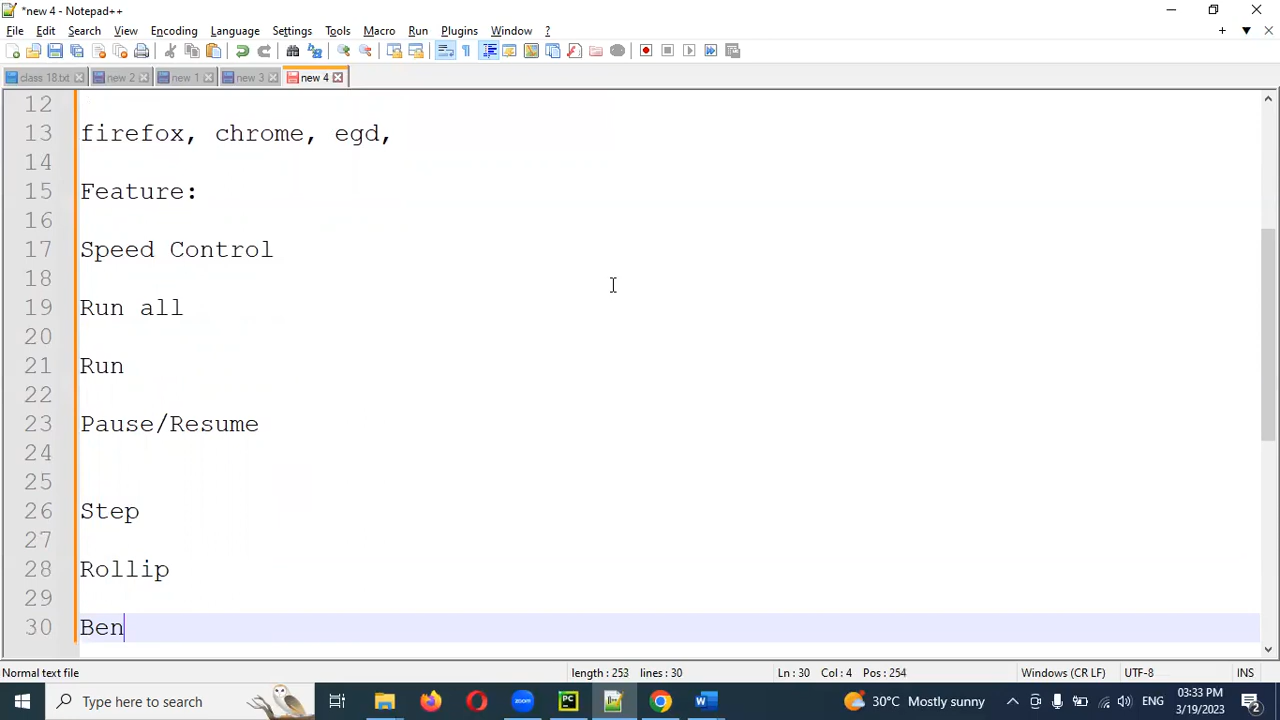 *new 4 - Notepad++
File Edit Search View Encoding Language Settings Tools Macro Run Plugins Window ?
class 18.txt new 2 new 1 new 3 new 4
12
13 firefox, chrome, egd,
14
15 Feature:
16
17 Speed Control
18
19 Run all
20
21 Run
22
23 Pause/Resume
24
25
26 Step
27
28 Rollip
29
30 Ben
Normal text file length : 253 lines : 30 Ln : 30 Col : 4 Pos : 254 Windows (CR LF) UTF-8 INS
Type here to search zoom PC 30°C Mostly sunny ENG 03:33 PM
3/19/2023 2